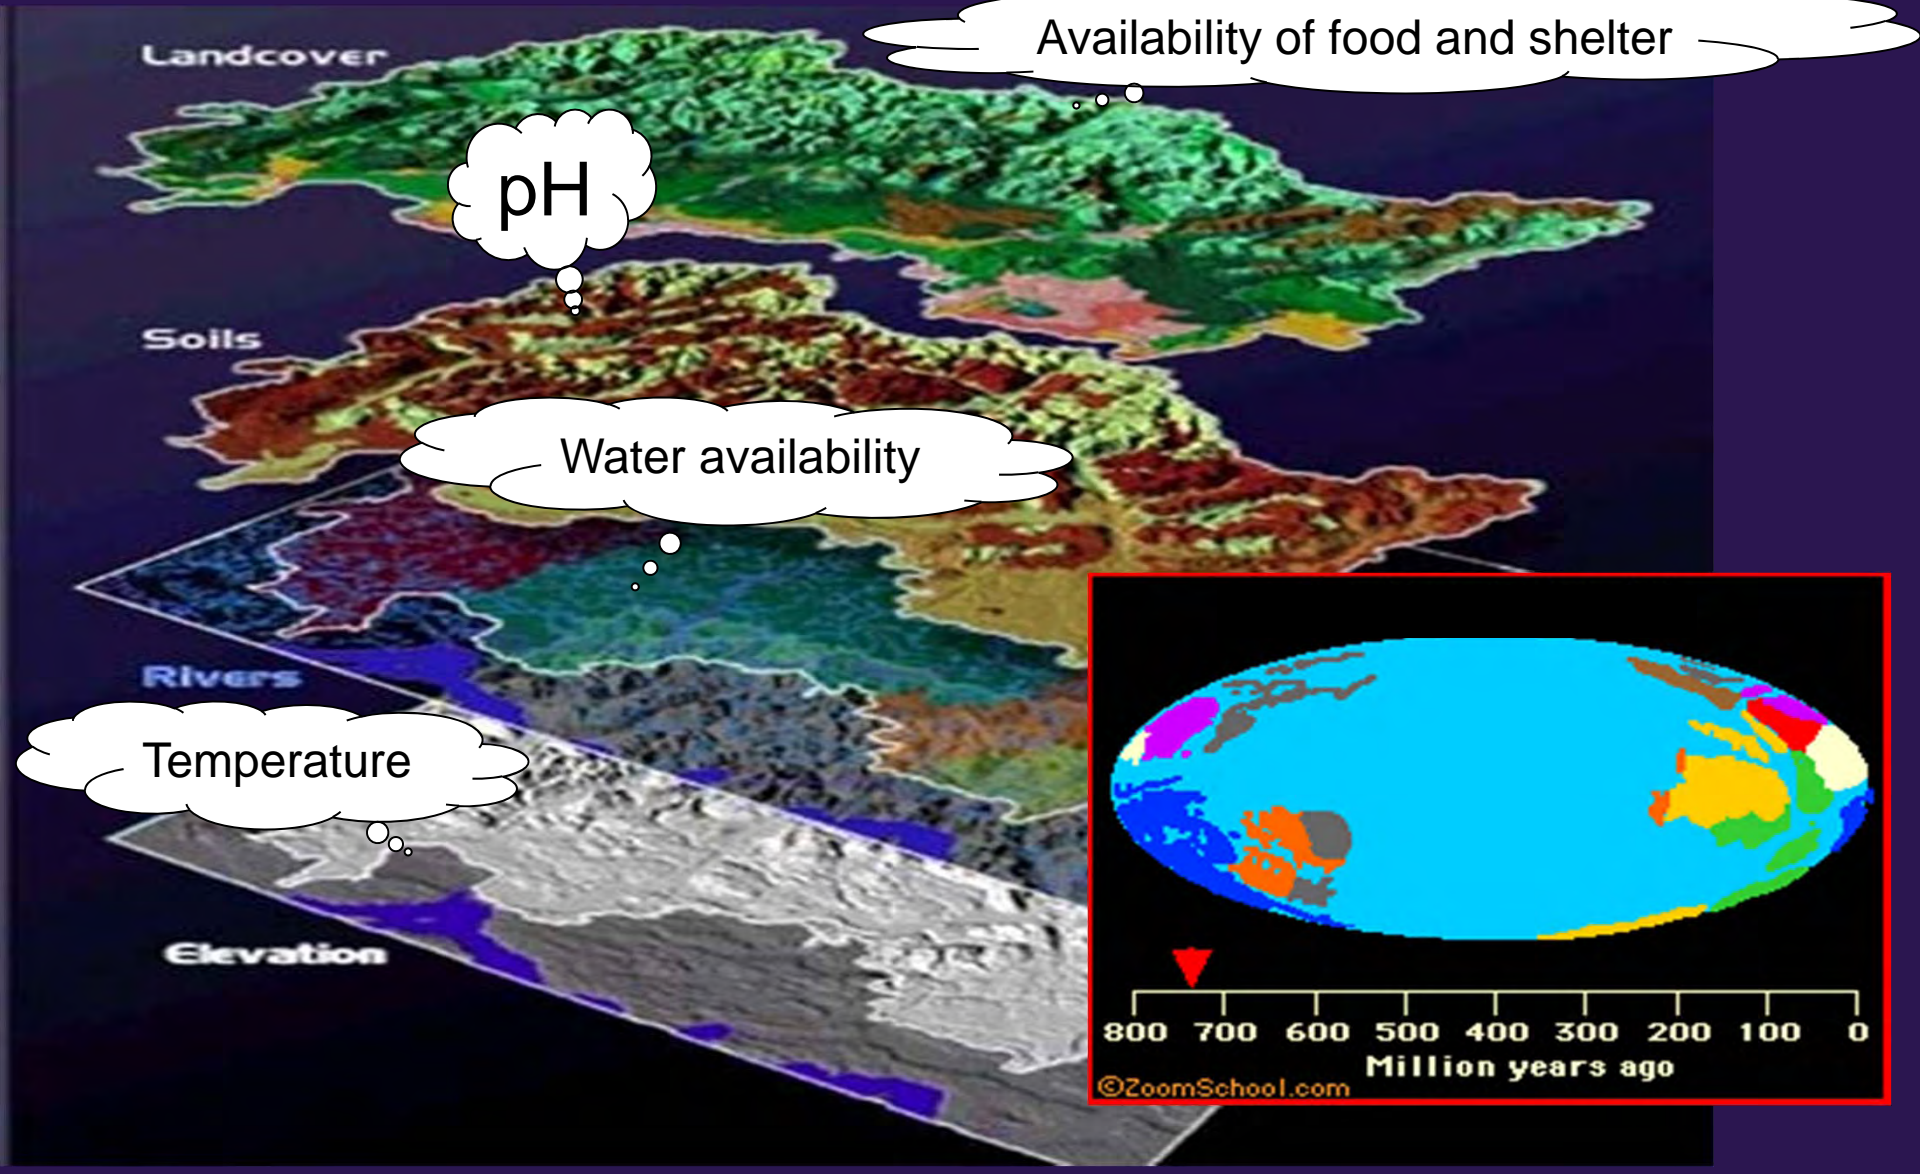 Availability of food and shelter
Landcover
pH
Soils
Water availability
Rivers
Temperature
Elevation
800 700 600 500 400 300 200 100 0
Million years ago
©ZoomSchool.com